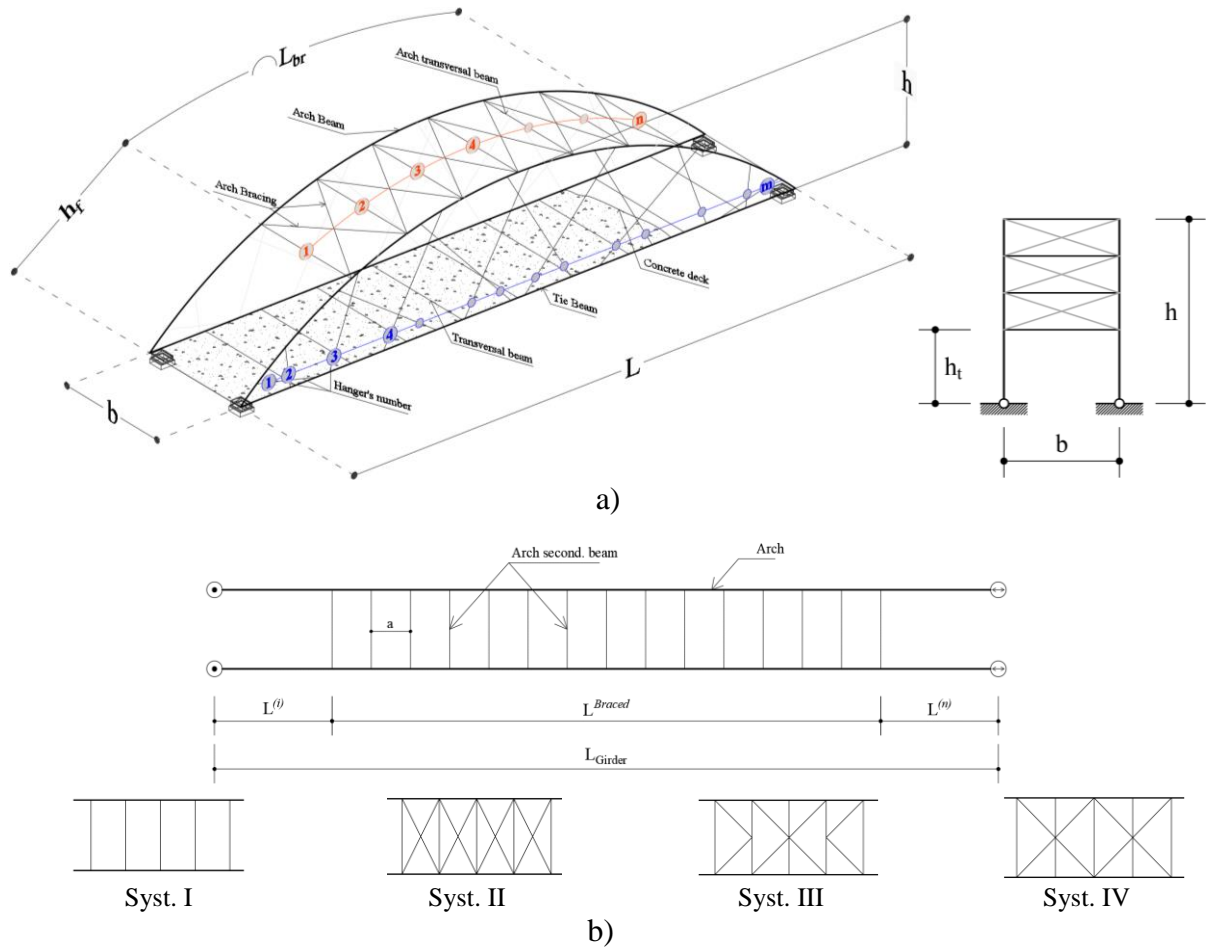 L_br
Arch transversal beam
Arch Beam
h
n
4
3
Arch Bracing
2
h_f
1
m
Concrete deck
Tie Beam
h
4
Transversal beam
L
h_t
3
2
1
Hanger's number
b
b
a)
Arch second. beam
Arch
a
L^(i)
L^Braced
L^(n)
L_Girder
Syst. I
Syst. II
Syst. III
Syst. IV
b)